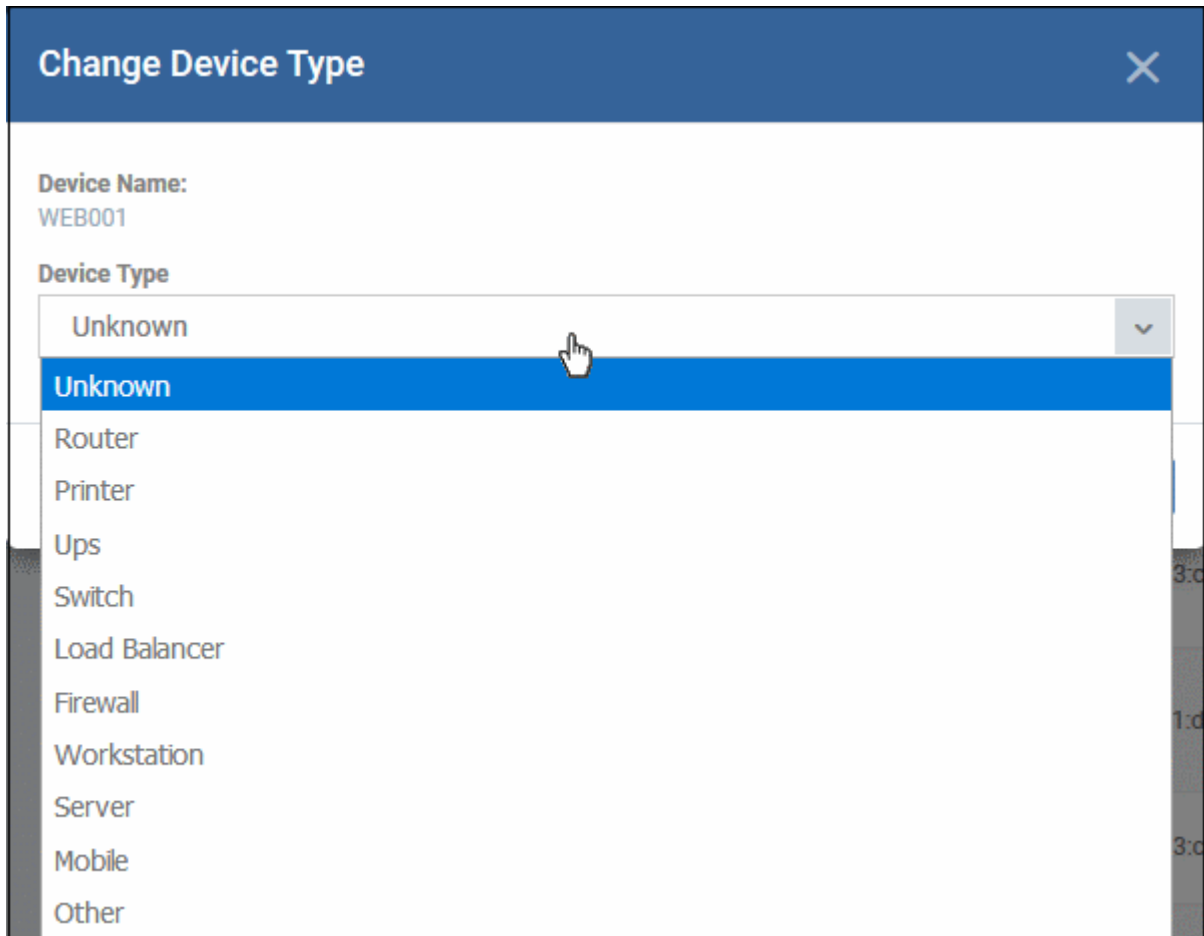 Change Device Type
Device Name:
WEB001
Device Type
Unknown
Unknown
Router
Printer
Ups
Switch
Load Balancer
Firewall
Workstation
Server
Mobile
Other